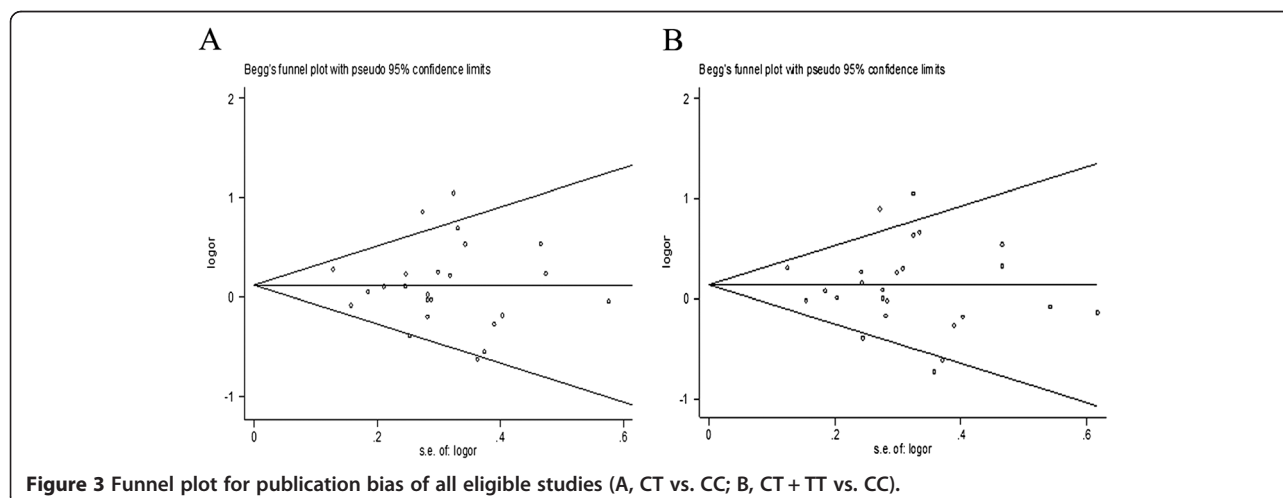 A
Begg's funnel plot with pseudo 95% confidence limits
logor
2
1
0
-1
0
.2
.4
.6
s.e. of: logor
B
Begg's funnel plot with pseudo 95% confidence limits
logor
2
1
0
-1
0
.2
.4
.6
s.e. of: logor
Figure 3 Funnel plot for publication bias of all eligible studies (A, CT vs. CC; B, CT + TT vs. CC).